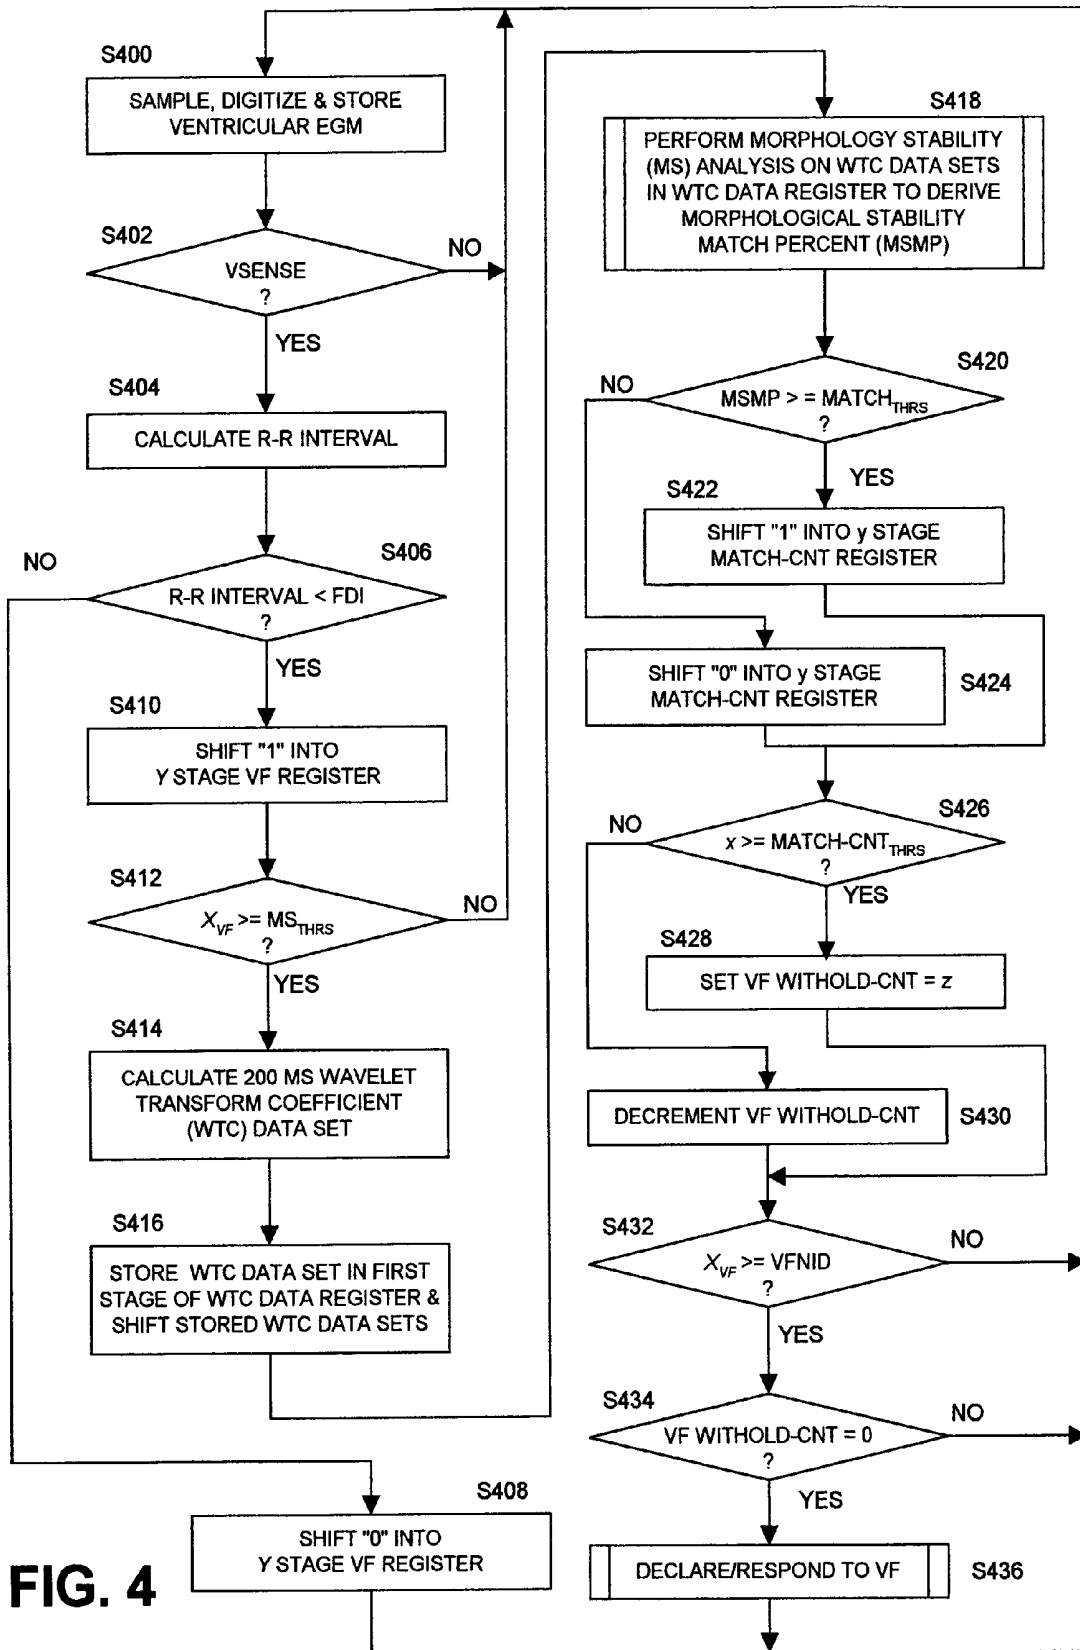 S400
SAMPLE, DIGITIZE & STORE
VENTRICULAR EGM
S402
VSENSE
?
NO
YES
S404
CALCULATE R-R INTERVAL
S406
NO
R-R INTERVAL < FDI
?
YES
S410
SHIFT "1" INTO
Y STAGE VF REGISTER
S412
X_VF >= MS_THRS
?
NO
YES
S414
CALCULATE 200 MS WAVELET
TRANSFORM COEFFICIENT
(WTC) DATA SET
S416
STORE WTC DATA SET IN FIRST
STAGE OF WTC DATA REGISTER &
SHIFT STORED WTC DATA SETS
S408
SHIFT "0" INTO
Y STAGE VF REGISTER
S418
PERFORM MORPHOLOGY STABILITY
(MS) ANALYSIS ON WTC DATA SETS
IN WTC DATA REGISTER TO DERIVE
MORPHOLOGICAL STABILITY
MATCH PERCENT (MSMP)
S420
NO
MSMP > = MATCH_THRS
?
YES
S422
SHIFT "1" INTO y STAGE
MATCH-CNT REGISTER
SHIFT "0" INTO y STAGE
MATCH-CNT REGISTER
S424
S426
NO
x >= MATCH-CNT_THRS
?
YES
S428
SET VF WITHOLD-CNT = z
DECREMENT VF WITHOLD-CNT
S430
S432
X_VF >= VFNID
?
NO
YES
S434
VF WITHOLD-CNT = 0
?
NO
YES
DECLARE/RESPOND TO VF
S436
FIG. 4